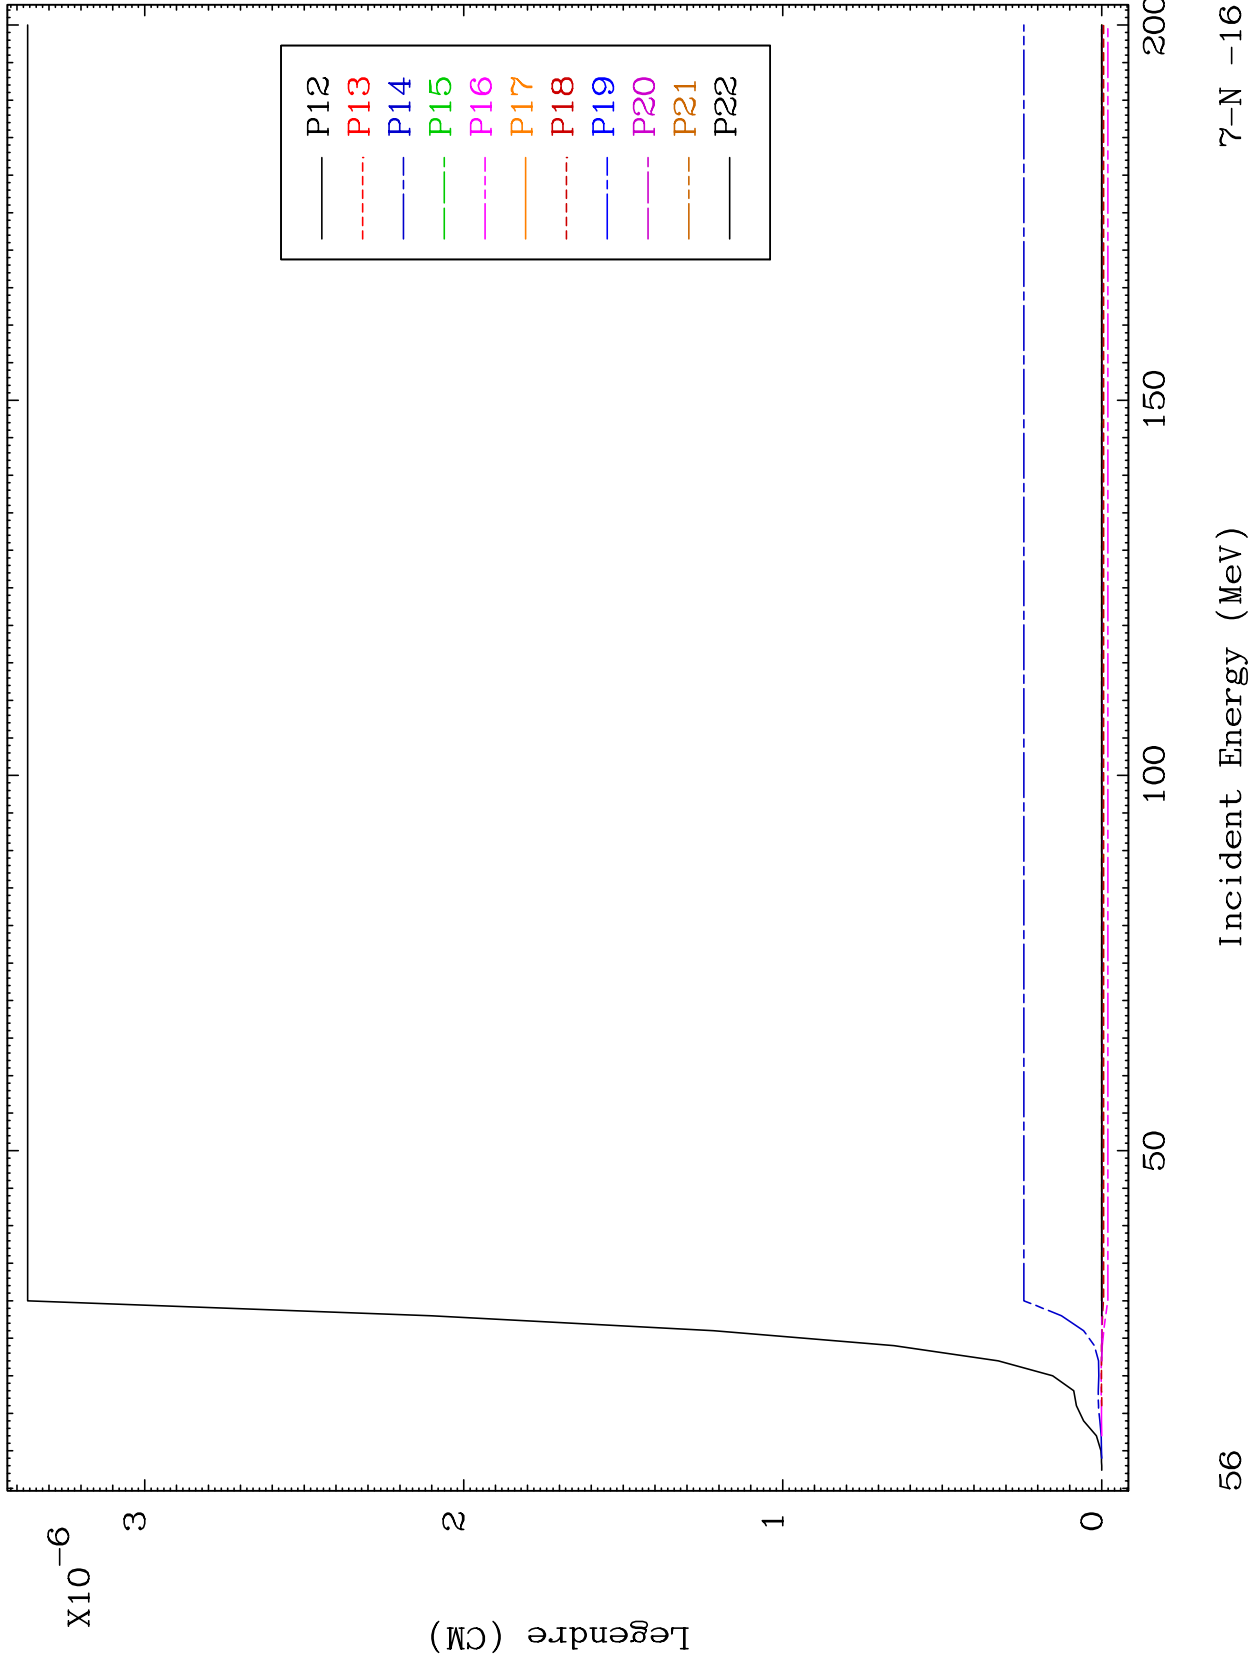 X10-6
3
2
1
0
Legendre (CM)
P12
P13
P14
P15
P16
P17
P18
P19
P20
P21
P22
50
100
150
200
Incident Energy (MeV)
56
7-N -16